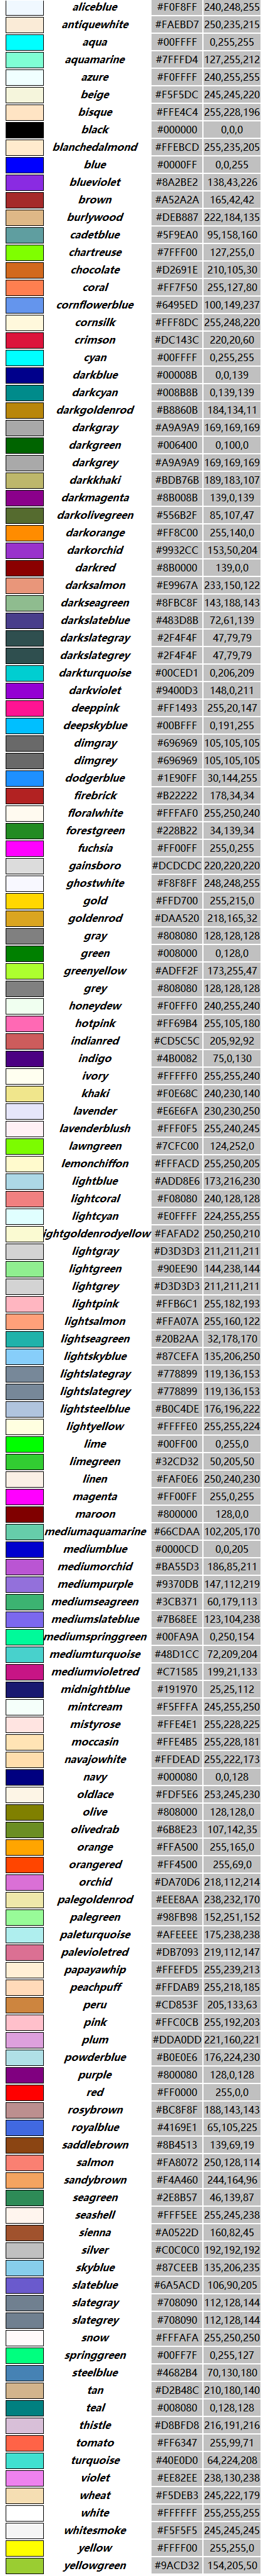 aliceblue #F0F8FF 240,248,255
antiquewhite #FAEBD7 250,235,215
aqua #00FFFF 0,255,255
aquamarine #7FFFD4 127,255,212
azure #F0FFFF 240,255,255
beige #F5F5DC 245,245,220
bisque #FFE4C4 255,228,196
black #000000 0,0,0
blanchedalmond #FFEBCD 255,235,205
blue #0000FF 0,0,255
blueviolet #8A2BE2 138,43,226
brown #A52A2A 165,42,42
burlywood #DEB887 222,184,135
cadetblue #5F9EA0 95,158,160
chartreuse #7FFF00 127,255,0
chocolate #D2691E 210,105,30
coral #FF7F50 255,127,80
cornflowerblue #6495ED 100,149,237
cornsilk #FFF8DC 255,248,220
crimson #DC143C 220,20,60
cyan #00FFFF 0,255,255
darkblue #00008B 0,0,139
darkcyan #008B8B 0,139,139
darkgoldenrod #B8860B 184,134,11
darkgray #A9A9A9 169,169,169
darkgreen #006400 0,100,0
darkgrey #A9A9A9 169,169,169
darkkhaki #BDB76B 189,183,107
darkmagenta #8B008B 139,0,139
darkolivegreen #556B2F 85,107,47
darkorange #FF8C00 255,140,0
darkorchid #9932CC 153,50,204
darkred #8B0000 139,0,0
darksalmon #E9967A 233,150,122
darkseagreen #8FBC8F 143,188,143
darkslateblue #483D8B 72,61,139
darkslategray #2F4F4F 47,79,79
darkslategrey #2F4F4F 47,79,79
darkturquoise #00CED1 0,206,209
darkviolet #9400D3 148,0,211
deeppink #FF1493 255,20,147
deepskyblue #00BFFF 0,191,255
dimgray #696969 105,105,105
dimgrey #696969 105,105,105
dodgerblue #1E90FF 30,144,255
firebrick #B22222 178,34,34
floralwhite #FFFAF0 255,250,240
forestgreen #228B22 34,139,34
fuchsia #FF00FF 255,0,255
gainsboro #DCDCDC 220,220,220
ghostwhite #F8F8FF 248,248,255
gold #FFD700 255,215,0
goldenrod #DAA520 218,165,32
gray #808080 128,128,128
green #008000 0,128,0
greenyellow #ADFF2F 173,255,47
grey #808080 128,128,128
honeydew #F0FFF0 240,255,240
hotpink #FF69B4 255,105,180
indianred #CD5C5C 205,92,92
indigo #4B0082 75,0,130
ivory #FFFFF0 255,255,240
khaki #F0E68C 240,230,140
lavender #E6E6FA 230,230,250
lavenderblush #FFF0F5 255,240,245
lawngreen #7CFC00 124,252,0
lemonchiffon #FFFACD 255,250,205
lightblue #ADD8E6 173,216,230
lightcoral #F08080 240,128,128
lightcyan #E0FFFF 224,255,255
ightgoldenrodyellow #FAFAD2 250,250,210
lightgray #D3D3D3 211,211,211
lightgreen #90EE90 144,238,144
lightgrey #D3D3D3 211,211,211
lightpink #FFB6C1 255,182,193
lightsalmon #FFA07A 255,160,122
lightseagreen #20B2AA 32,178,170
lightskyblue #87CEFA 135,206,250
lightslategray #778899 119,136,153
lightslategrey #778899 119,136,153
lightsteelblue #B0C4DE 176,196,222
lightyellow #FFFFE0 255,255,224
lime #00FF00 0,255,0
limegreen #32CD32 50,205,50
linen #FAF0E6 250,240,230
magenta #FF00FF 255,0,255
maroon #800000 128,0,0
mediumaquamarine #66CDAA 102,205,170
mediumblue #0000CD 0,0,205
mediumorchid #BA55D3 186,85,211
mediumpurple #9370DB 147,112,219
mediumseagreen #3CB371 60,179,113
mediumslateblue #7B68EE 123,104,238
mediumspringgreen #00FA9A 0,250,154
mediumturquoise #48D1CC 72,209,204
mediumvioletred #C71585 199,21,133
midnightblue #191970 25,25,112
mintcream #F5FFFA 245,255,250
mistyrose #FFE4E1 255,228,225
moccasin #FFE4B5 255,228,181
navajowhite #FFDEAD 255,222,173
navy #000080 0,0,128
oldlace #FDF5E6 253,245,230
olive #808000 128,128,0
olivedrab #6B8E23 107,142,35
orange #FFA500 255,165,0
orangered #FF4500 255,69,0
orchid #DA70D6 218,112,214
palegoldenrod #EEE8AA 238,232,170
palegreen #98FB98 152,251,152
paleturquoise #AFEEEE 175,238,238
palevioletred #DB7093 219,112,147
papayawhip #FFEFD5 255,239,213
peachpuff #FFDAB9 255,218,185
peru #CD853F 205,133,63
pink #FFC0CB 255,192,203
plum #DDA0DD 221,160,221
powderblue #B0E0E6 176,224,230
purple #800080 128,0,128
red #FF0000 255,0,0
rosybrown #BC8F8F 188,143,143
royalblue #4169E1 65,105,225
saddlebrown #8B4513 139,69,19
salmon #FA8072 250,128,114
sandybrown #F4A460 244,164,96
seagreen #2E8B57 46,139,87
seashell #FFF5EE 255,245,238
sienna #A0522D 160,82,45
silver #C0C0C0 192,192,192
skyblue #87CEEB 135,206,235
slateblue #6A5ACD 106,90,205
slategray #708090 112,128,144
slategrey #708090 112,128,144
snow #FFFAFA 255,250,250
springgreen #00FF7F 0,255,127
steelblue #4682B4 70,130,180
tan #D2B48C 210,180,140
teal #008080 0,128,128
thistle #D8BFD8 216,191,216
tomato #FF6347 255,99,71
turquoise #40E0D0 64,224,208
violet #EE82EE 238,130,238
wheat #F5DEB3 245,222,179
white #FFFFFF 255,255,255
whitesmoke #F5F5F5 245,245,245
yellow #FFFF00 255,255,0
yellowgreen #9ACD32 154,205,50